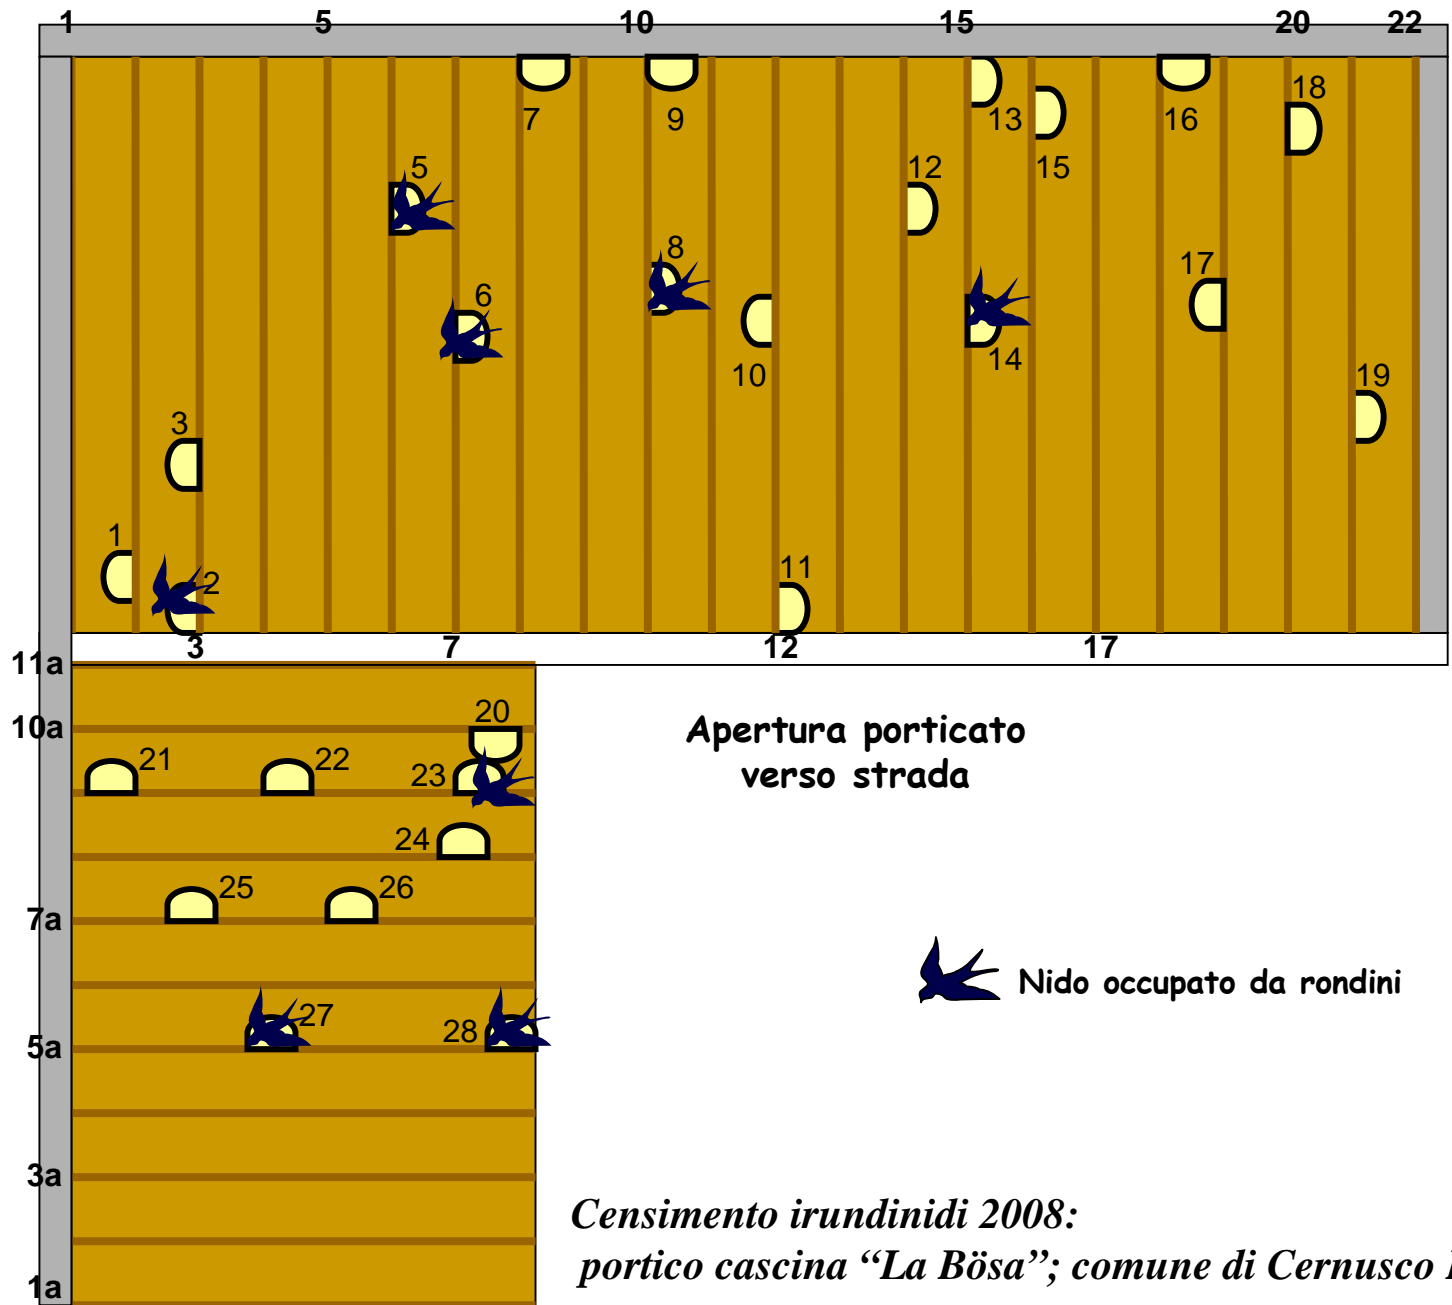 1 5 10 15 20 22
7 9 13 15 16 18
5 12
8 17
6
10 14
19
3
1
2 11
3 7 12 17
11a
10a 20
21 22 23
24
25 26
7a
27 28
5a
3a
1a
Apertura porticato
verso strada
Nido occupato da rondini
Censimento irundinidi 2008:
portico cascina “La Bösa”; comune di Cernusco